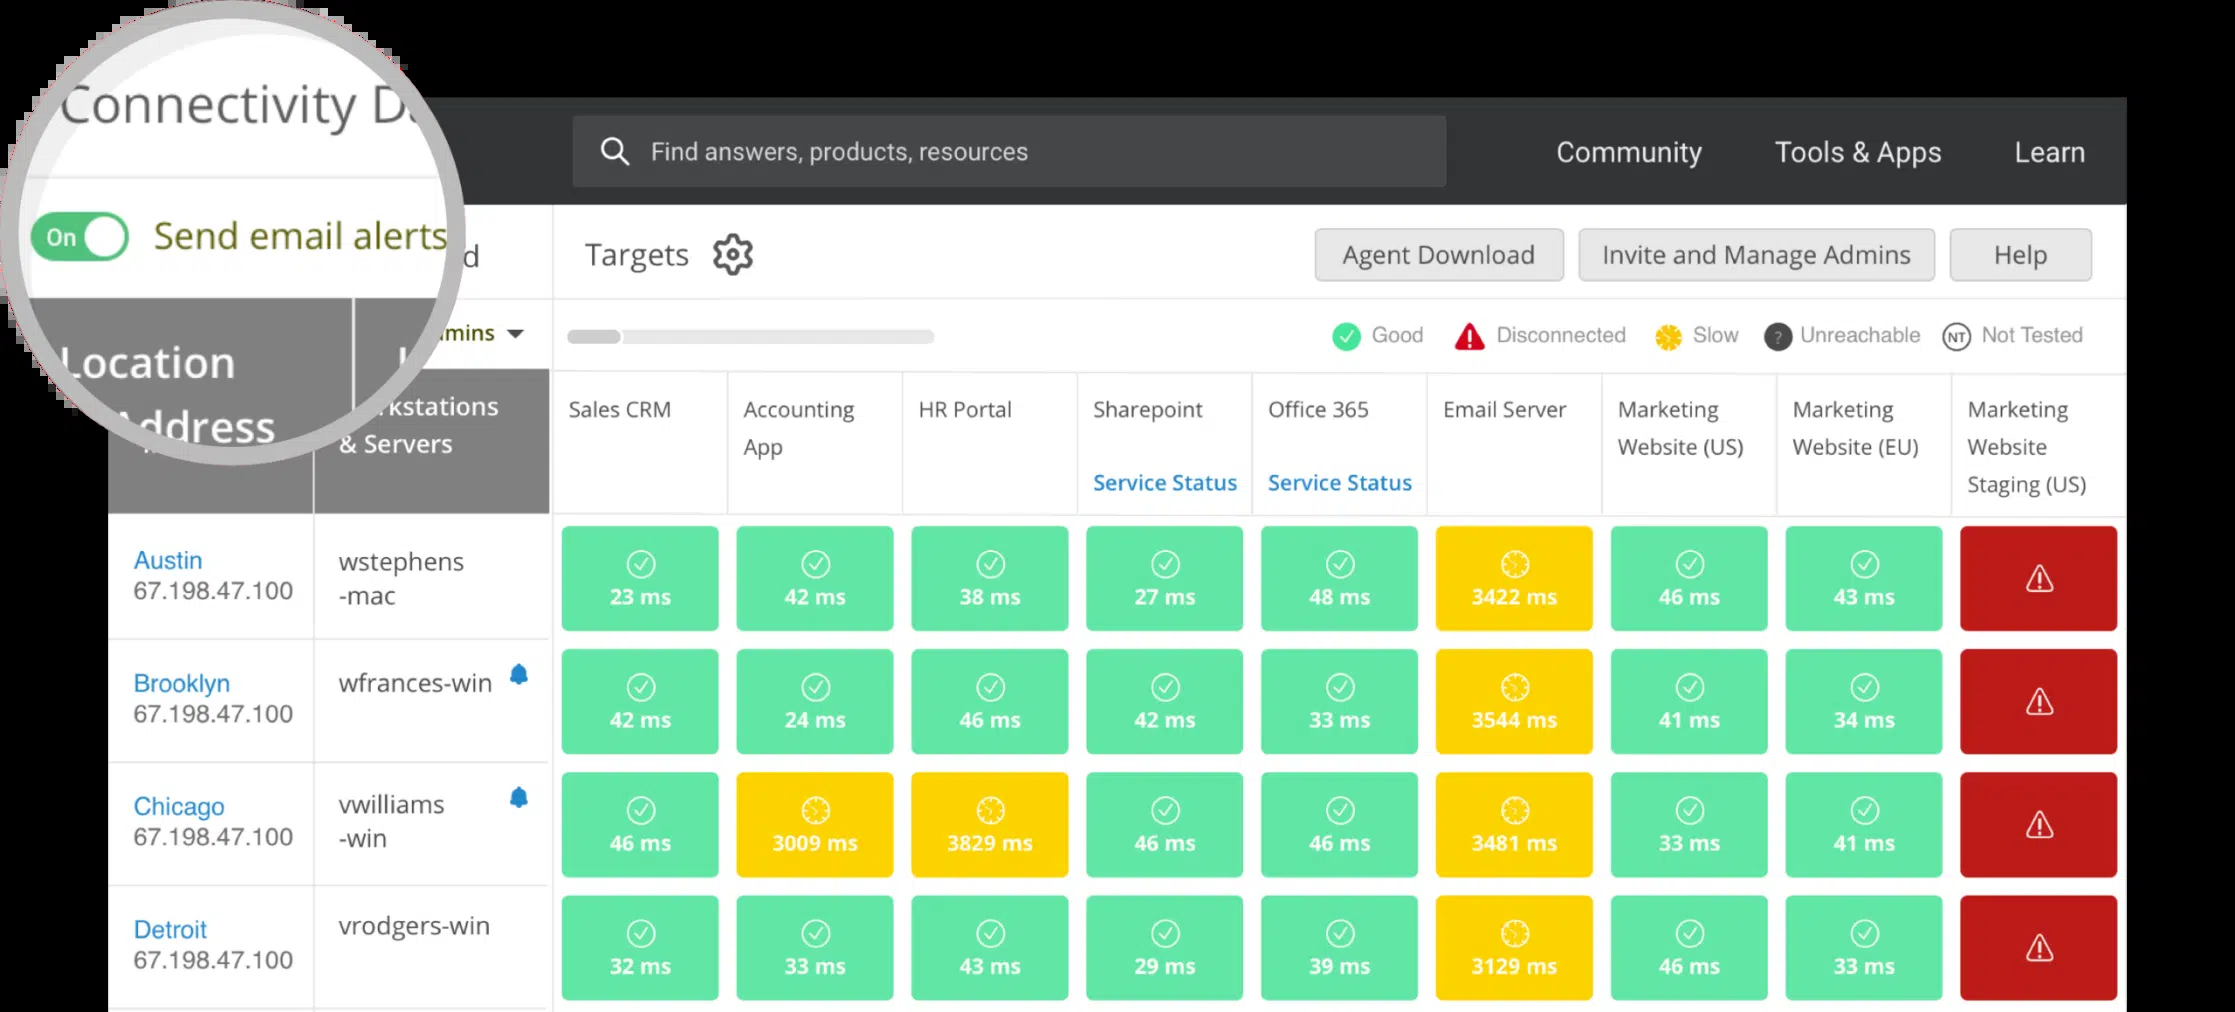 Connectivity
Find answers, products, resources
Community
Tools & Apps
Learn
On
Send email alerts
d
Targets
Agent Download
Invite and Manage Admins
Help
mins
Good
Disconnected
Slow
?
Unreachable
NT
Not Tested
Location
Address
rkstations
& Servers
Sales CRM
Accounting
App
HR Portal
Sharepoint
Service Status
Office 365
Service Status
Email Server
Marketing
Website (US)
Marketing
Website (EU)
Marketing
Website
Staging (US)
Austin
67.198.47.100
wstephens
-mac
23 ms
42 ms
38 ms
27 ms
48 ms
3422 ms
46 ms
43 ms
Brooklyn
67.198.47.100
wfrances-win
42 ms
24 ms
46 ms
42 ms
33 ms
3544 ms
41 ms
34 ms
Chicago
67.198.47.100
vwilliams
-win
46 ms
3009 ms
3829 ms
46 ms
46 ms
3481 ms
33 ms
41 ms
Detroit
67.198.47.100
vrodgers-win
32 ms
33 ms
43 ms
29 ms
39 ms
3129 ms
46 ms
33 ms